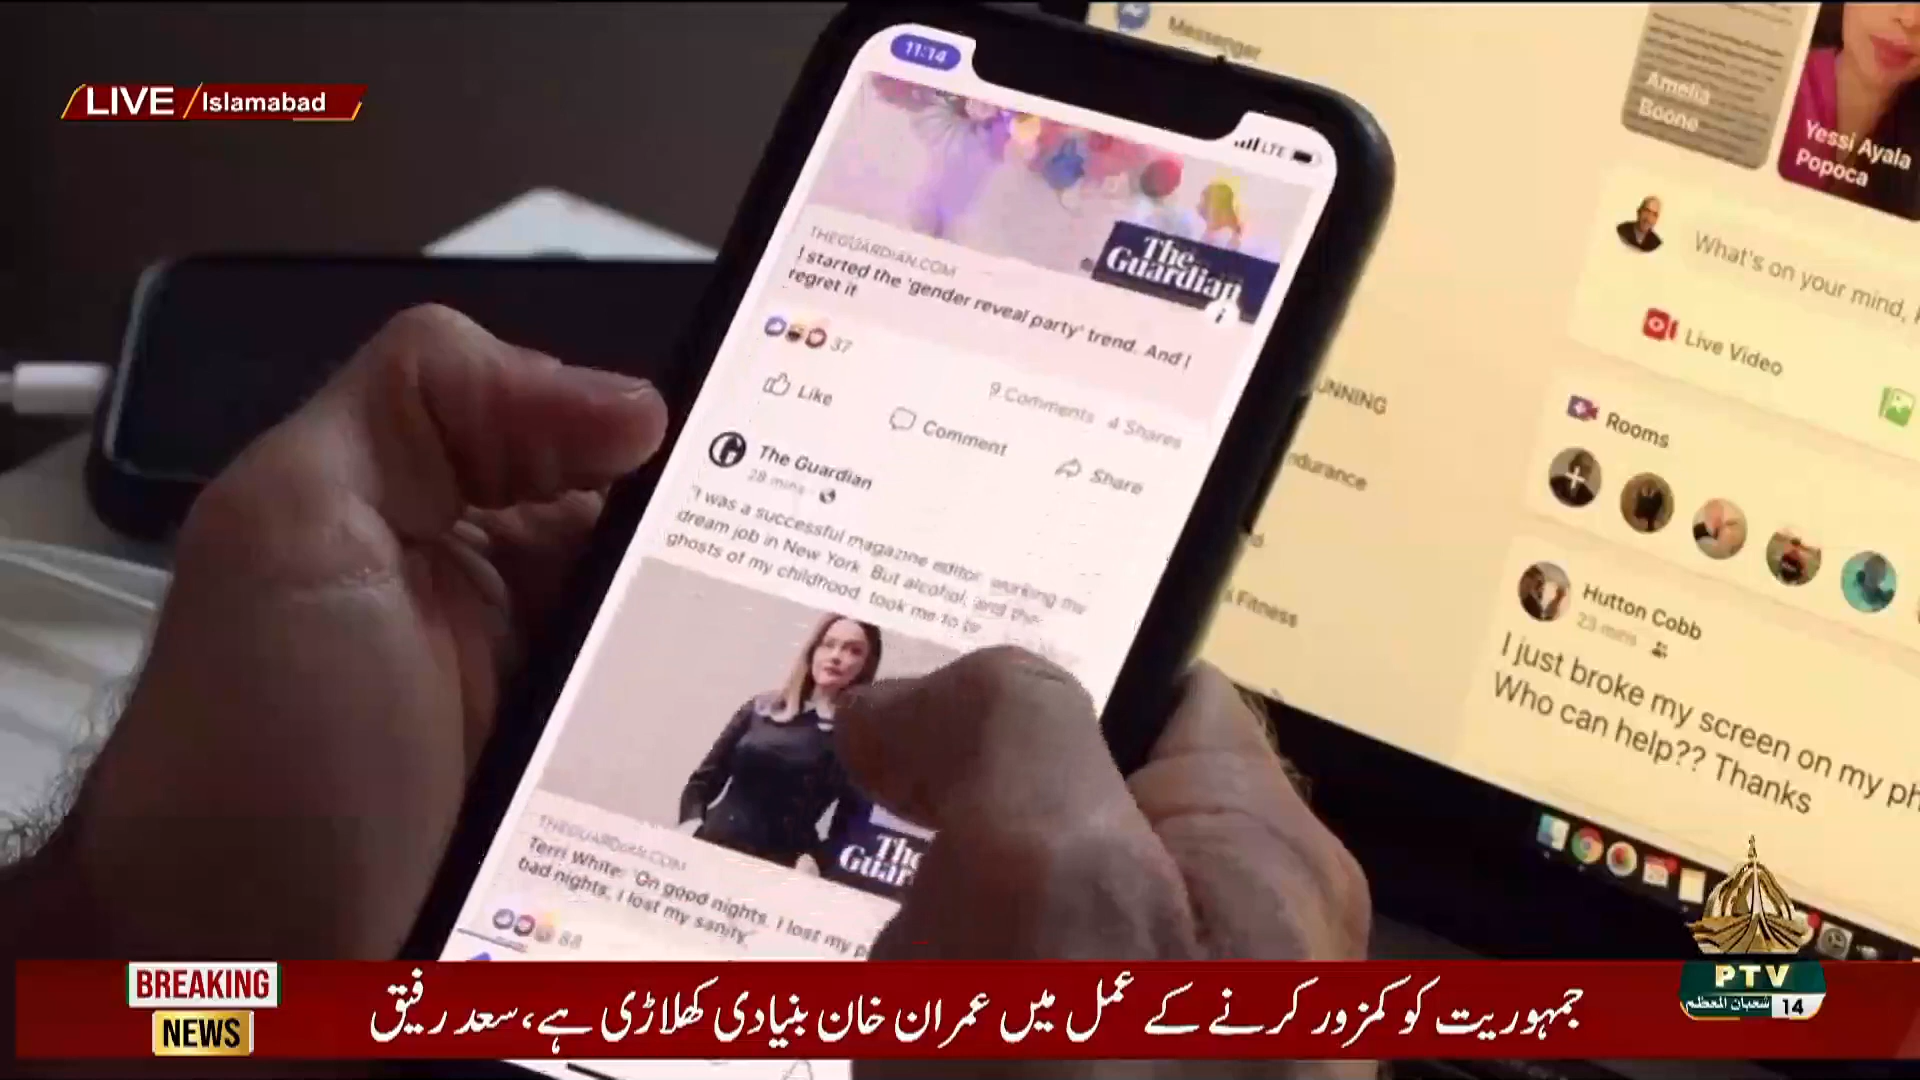 LIVE / Islamabad
11:14
LTE
The
Guardian
THEGUARDIAN.COM
I started the 'gender reveal party' trend. And I
regret it
37
9 Comments 4 Shares
Like
Comment
Share
The Guardian
28 mins
"I was a successful magazine editor, working the
dream job in New York. But alcohol, and the
ghosts of my childhood, took me to
The
Guar
THEGUARDIAN.COM
Terri White: 'On good nights, I lost my
bad nights, I lost my sanity'
88
Messenger
Amelia
Boone
Yessi Ayala
Popoca
What's on your mind,
Live Video
UNNING
Rooms
ndurance
Fitness
Hutton Cobb
23 mins
I just broke my screen on my ph
Who can help?? Thanks
BREAKING
NEWS
جمہوریت کو کمزور کرنے کے عمل میں عمران خان بنیادی کھلاڑی ہے، سعد رفیق
PTV
شعبان المعظم 14